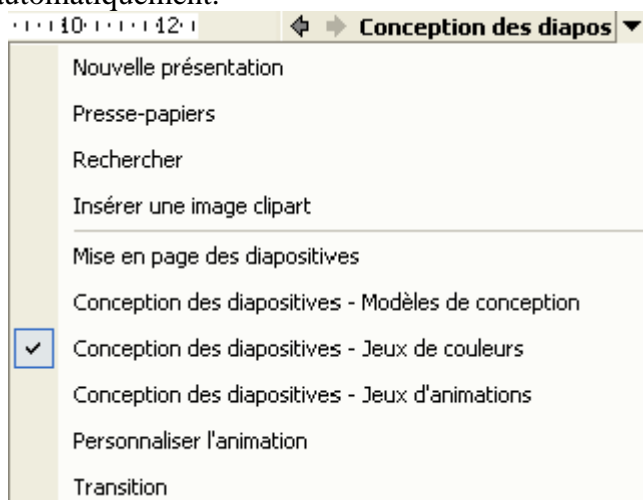 automatiquement.
10 12 Conception des diapos
Nouvelle présentation
Presse-papiers
Rechercher
Insérer une image clipart
Mise en page des diapositives
Conception des diapositives - Modèles de conception
Conception des diapositives - Jeux de couleurs
Conception des diapositives - Jeux d'animations
Personnaliser l'animation
Transition